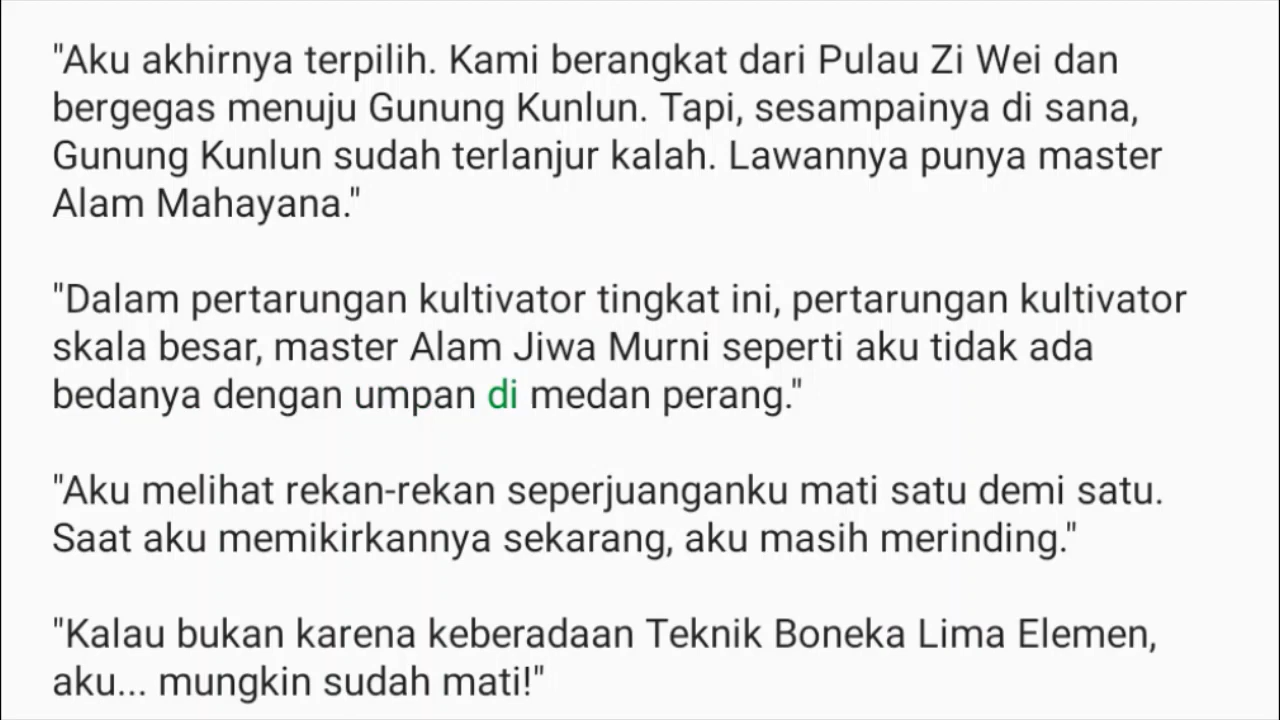 "Aku akhirnya terpilih. Kami berangkat dari Pulau Zi Wei dan
bergegas menuju Gunung Kunlun. Tapi, sesampainya di sana,
Gunung Kunlun sudah terlanjur kalah. Lawannya punya master
Alam Mahayana."
"Dalam pertarungan kultivator tingkat ini, pertarungan kultivator
skala besar, master Alam Jiwa Murni seperti aku tidak ada
bedanya dengan umpan di medan perang."
"Aku melihat rekan-rekan seperjuanganku mati satu demi satu.
Saat aku memikirkannya sekarang, aku masih merinding."
"Kalau bukan karena keberadaan Teknik Boneka Lima Elemen,
aku... mungkin sudah mati!"